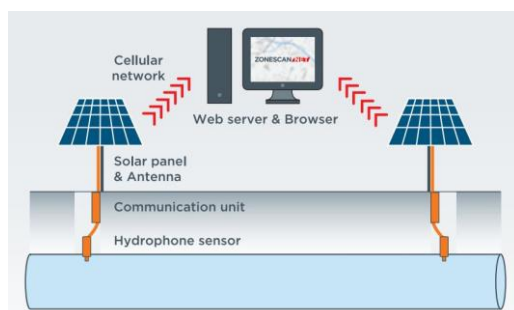 Cellular
network
ZONESCAN NET
Web server & Browser
Solar panel
& Antenna
Communication unit
Hydrophone sensor